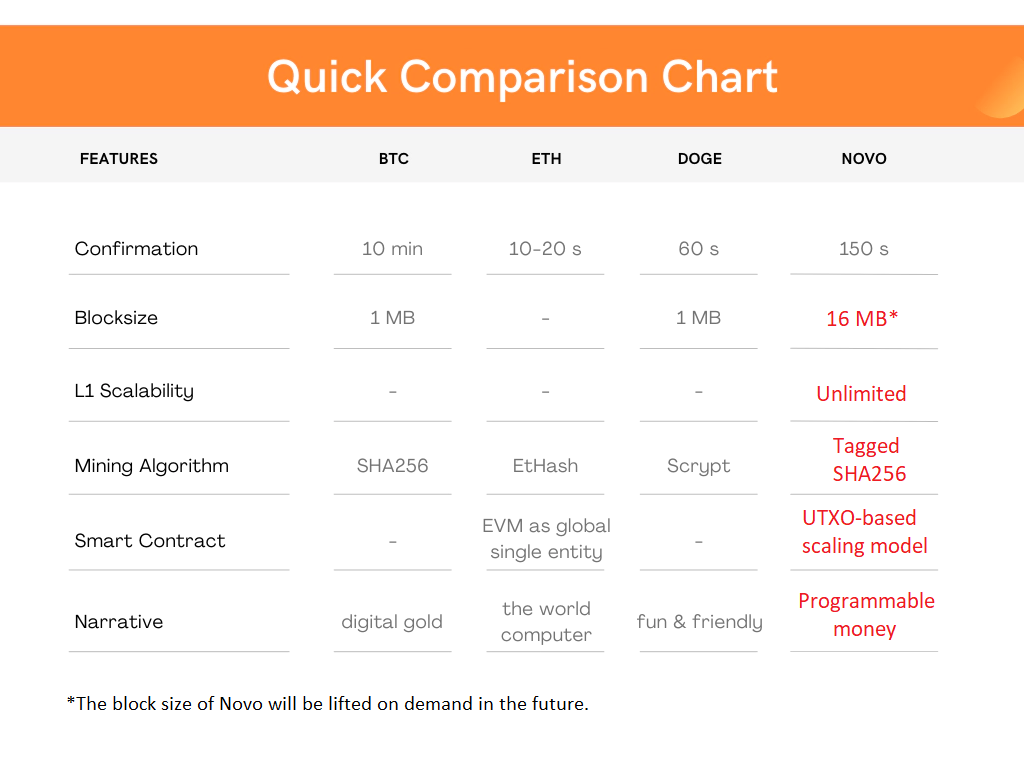 Quick Comparison Chart
FEATURES BTC ETH DOGE NOVO
Confirmation 10 min 10-20 s 60 s 150 s
Blocksize 1 MB - 1 MB 16 MB*
L1 Scalability - - - Unlimited
Mining Algorithm SHA256 EtHash Scrypt Tagged
SHA256
Smart Contract - EVM as global - UTXO-based
single entity scaling model
Narrative digital gold the world fun & friendly Programmable
computer money
*The block size of Novo will be lifted on demand in the future.